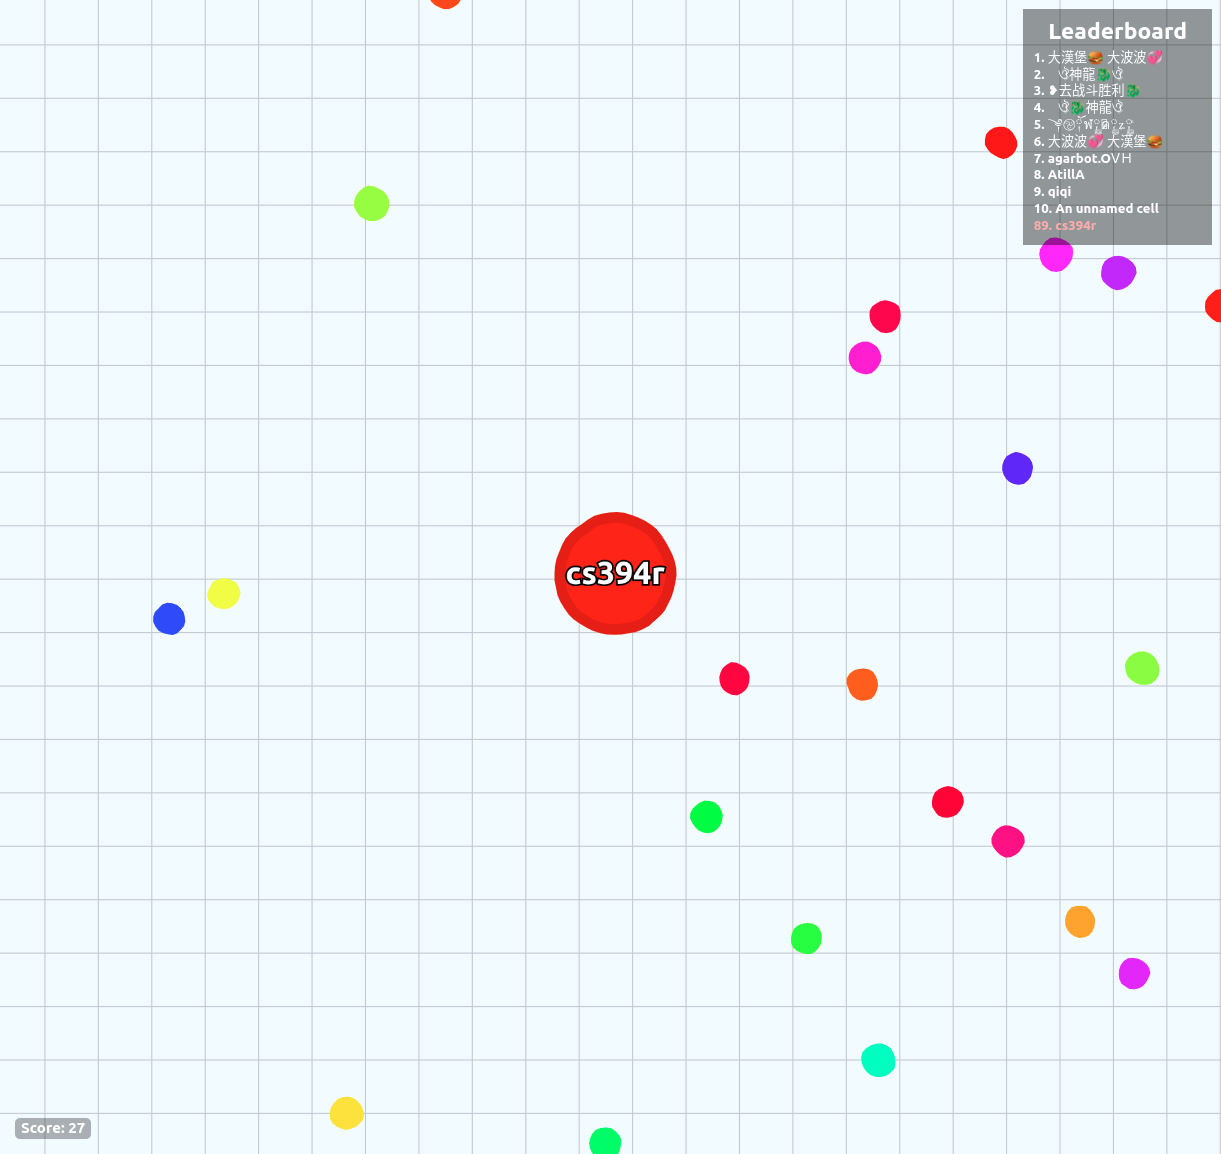 Leaderboard
1. 大漢堡🍔 大波波💞
2. 神龍🐉
3. ❥去战斗胜利🐉
4. 🐉神龍
6. 大波波💞 大漢堡🍔
7. agarbot.OVH
8. AtillA
9. qiqi
10. An unnamed cell
89. cs394r
cs394r
Score: 27